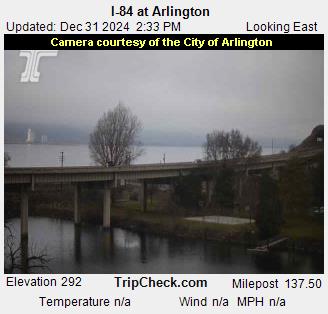 I-84 at Arlington
Updated: Dec 31 2024 2:33 PM Looking East
Camera courtesy of the City of Arlington
Elevation 292 TripCheck.com Milepost 137.50
Temperature n/a Wind n/a MPH n/a